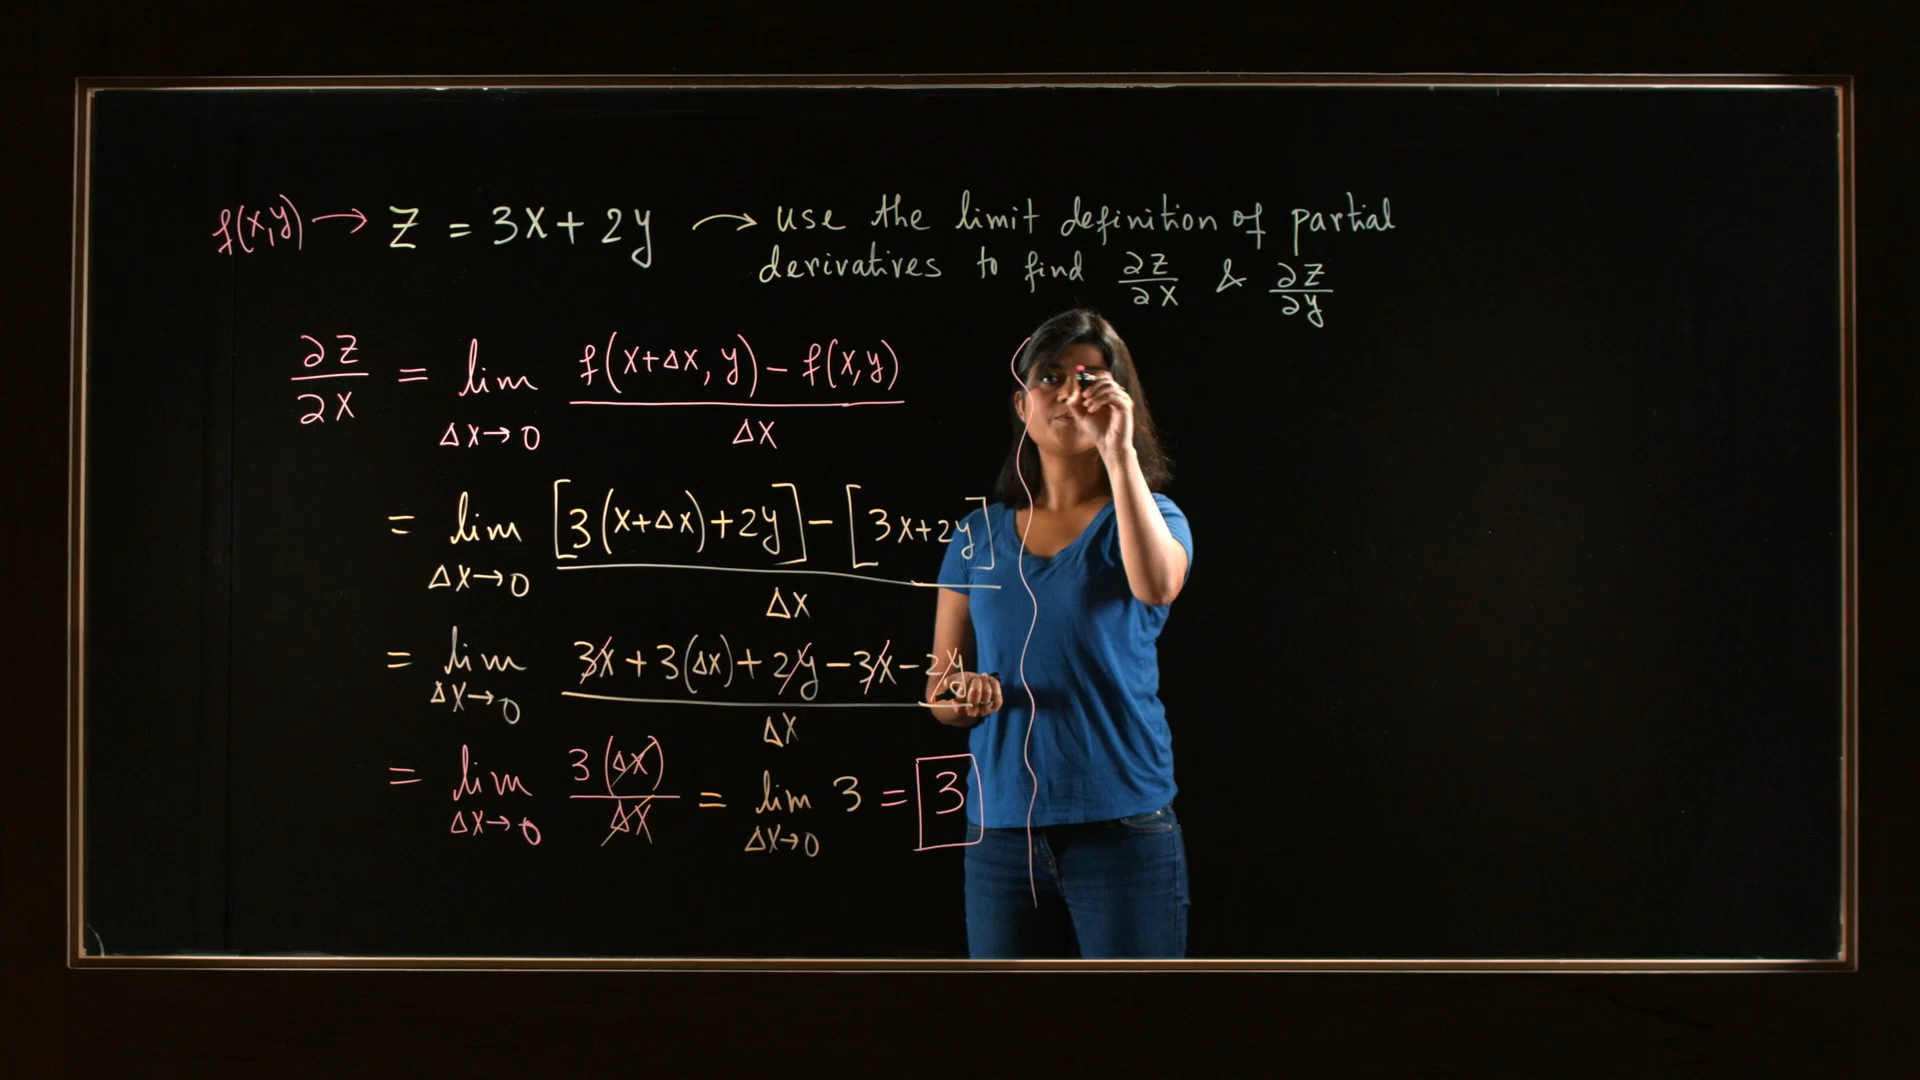 f(x,y) → Z = 3x + 2y → use the limit definition of partial
derivatives to find ∂Z/∂x & ∂Z/∂y
∂Z/∂x = lim Δx→0 (f(x+Δx, y) − f(x,y))/Δx
= lim Δx→0 ([3(x+Δx)+2y] − [3x+2y])/Δx
= lim Δx→0 (3x + 3(Δx) + 2y − 3x − 2y)/Δx
= lim Δx→0 3(Δx)/Δx = lim Δx→0 3 = 3